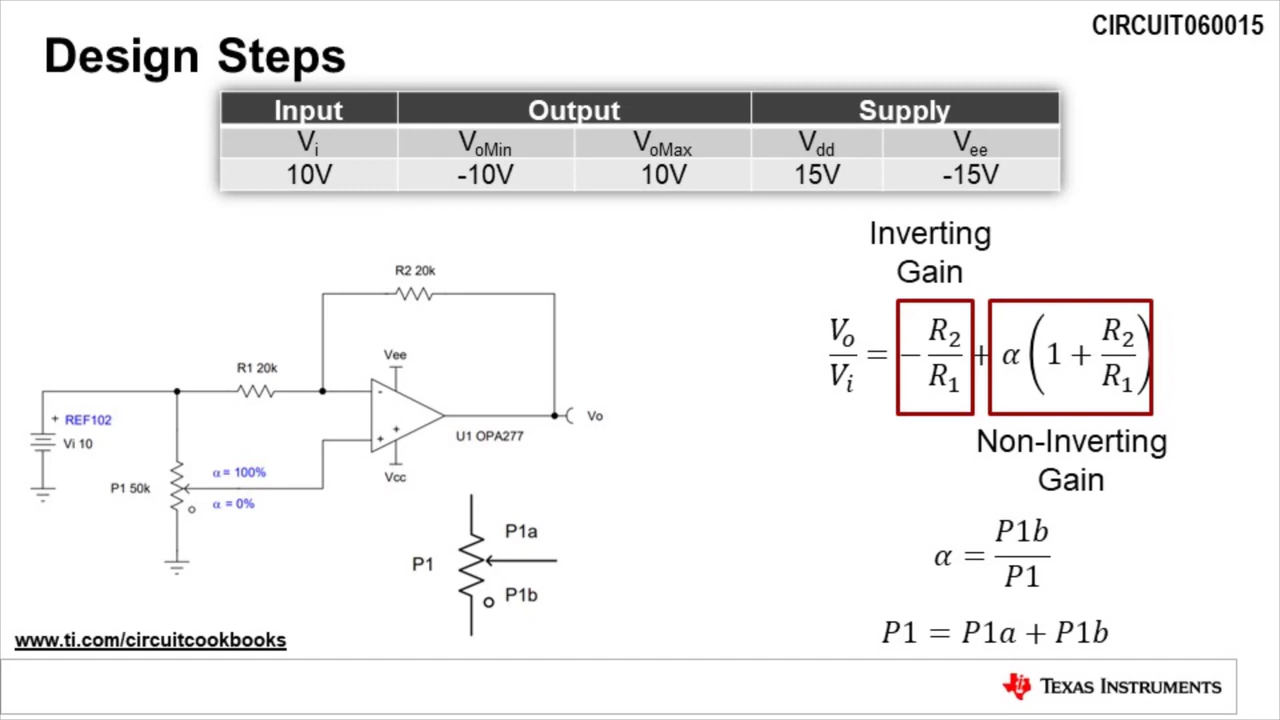 CIRCUIT060015
Design Steps
Input Output Supply
Vi VoMin VoMax Vdd Vee
10V -10V 10V 15V -15V
Inverting
Gain
Vo/Vi = − R2/R1 + α(1 + R2/R1)
Non-Inverting
Gain
α = P1b/P1
P1 = P1a + P1b
R2 20k
R1 20k
Vee
- 
+
+
U1 OPA277
Vo
Vcc
+ REF102
Vi 10
P1 50k
α = 100%
α = 0%
P1a
P1
P1b
www.ti.com/circuitcookbooks
ti
TEXAS INSTRUMENTS